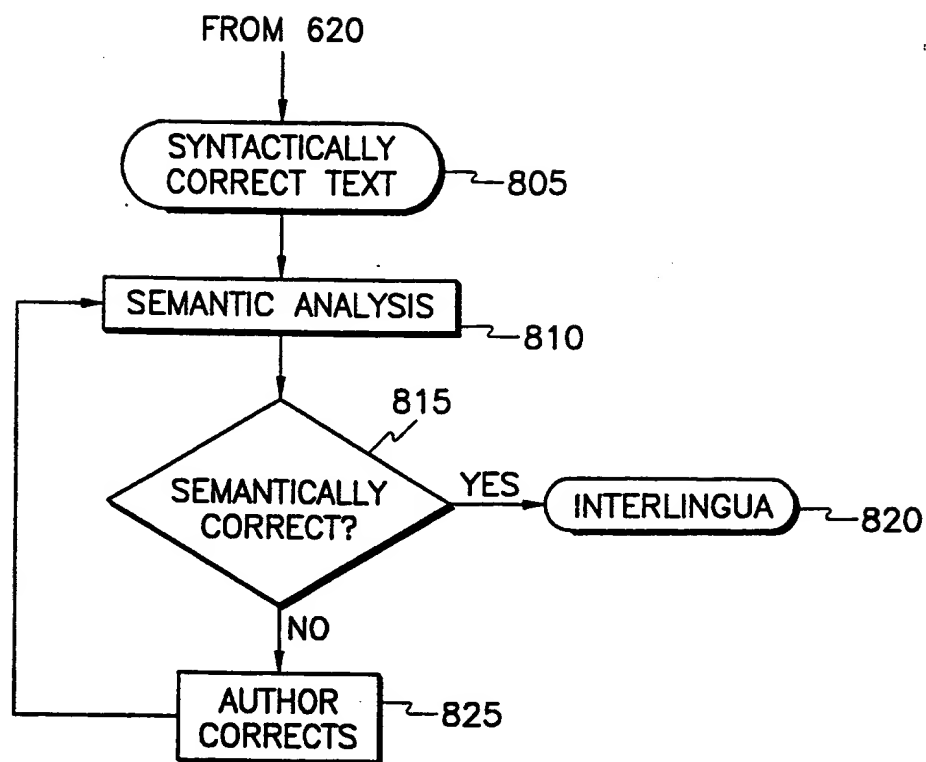 FROM 620
SYNTACTICALLY
CORRECT TEXT
805
SEMANTIC ANALYSIS
810
815
SEMANTICALLY
CORRECT?
YES
INTERLINGUA
820
NO
AUTHOR
CORRECTS
825